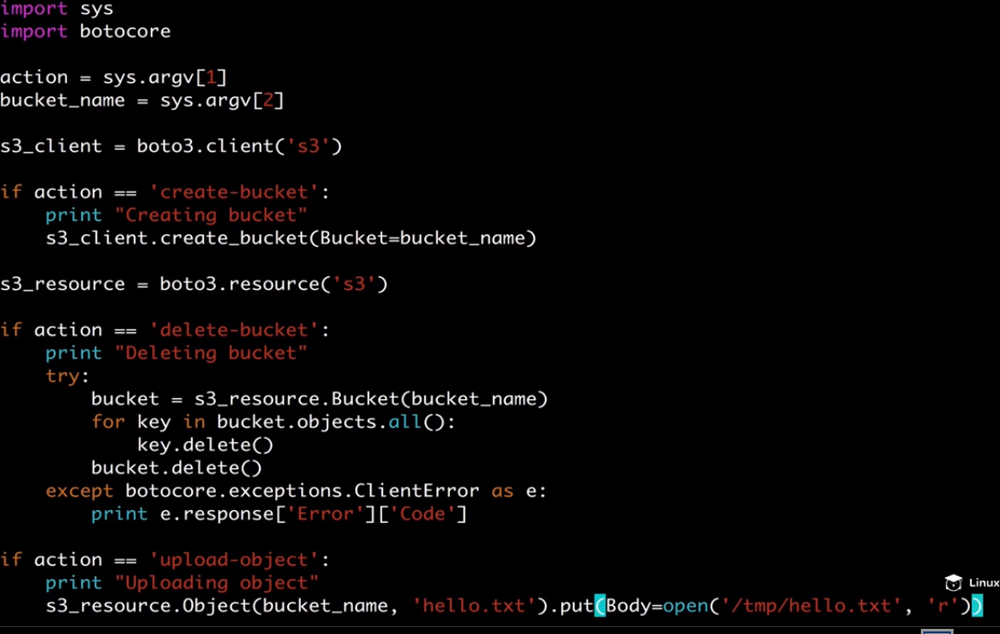 import sys
import botocore

action = sys.argv[1]
bucket_name = sys.argv[2]

s3_client = boto3.client('s3')

if action == 'create-bucket':
    print "Creating bucket"
    s3_client.create_bucket(Bucket=bucket_name)

s3_resource = boto3.resource('s3')

if action == 'delete-bucket':
    print "Deleting bucket"
    try:
        bucket = s3_resource.Bucket(bucket_name)
        for key in bucket.objects.all():
            key.delete()
        bucket.delete()
    except botocore.exceptions.ClientError as e:
        print e.response['Error']['Code']

if action == 'upload-object':
    print "Uploading object"
    s3_resource.Object(bucket_name, 'hello.txt').put(Body=open('/tmp/hello.txt', 'r'))
Linux